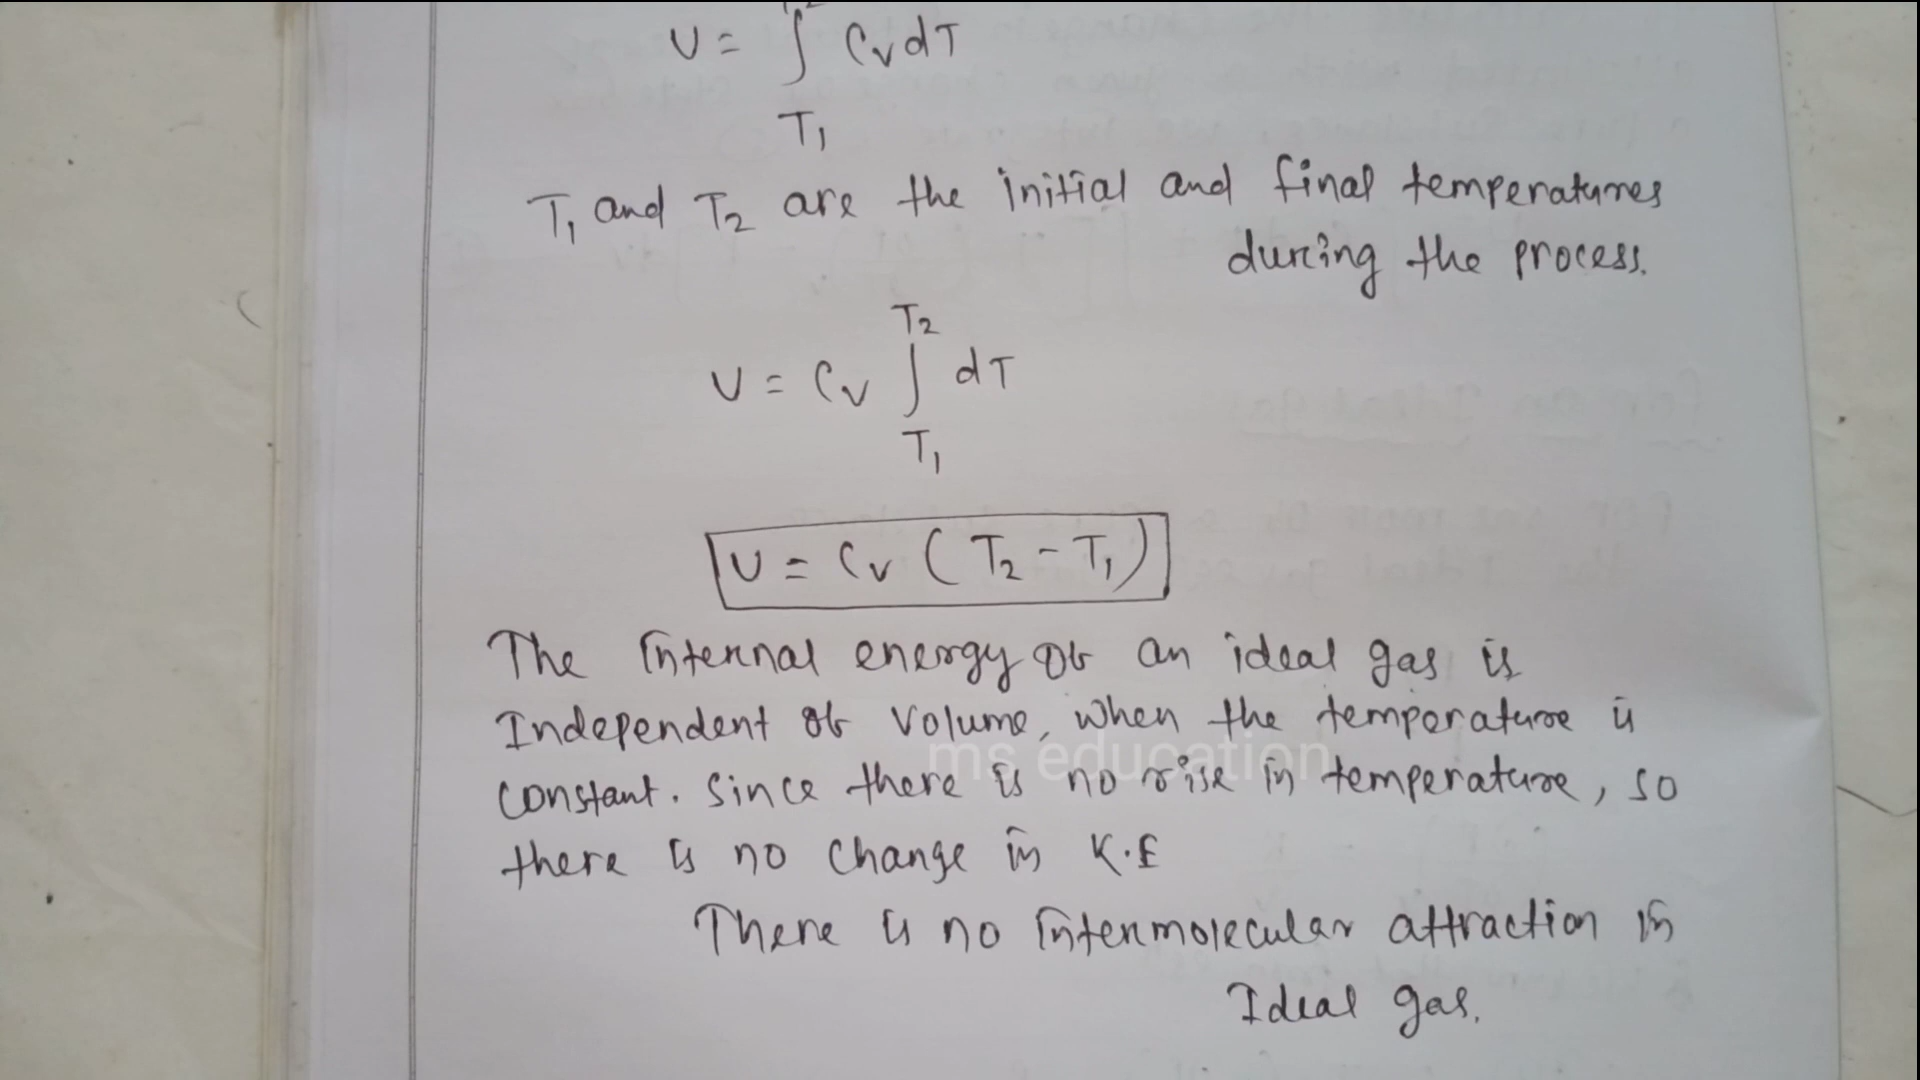 U = ∫ CvdT
T1
T1 and T2 are the initial and final temperatures
during the process.
T2
U = Cv ∫ dT
T1
U = Cv ( T2 - T1 )
The Internal energy of an ideal gas is
Independent of volume, when the temperature is
constant. Since there is no rise in temperature, so
there is no change in K.E
There is no intermolecular attraction in
Ideal gas.
ms education